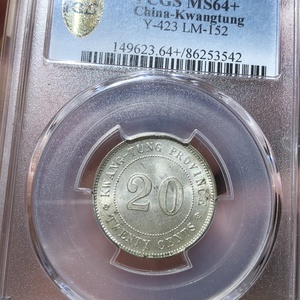 PCGS MS64+
China-Kwangtung
Y-423 LM-152
149623.64+/86253542
KWANG-TUNG PROVINCE
20
TWENTY CENTS